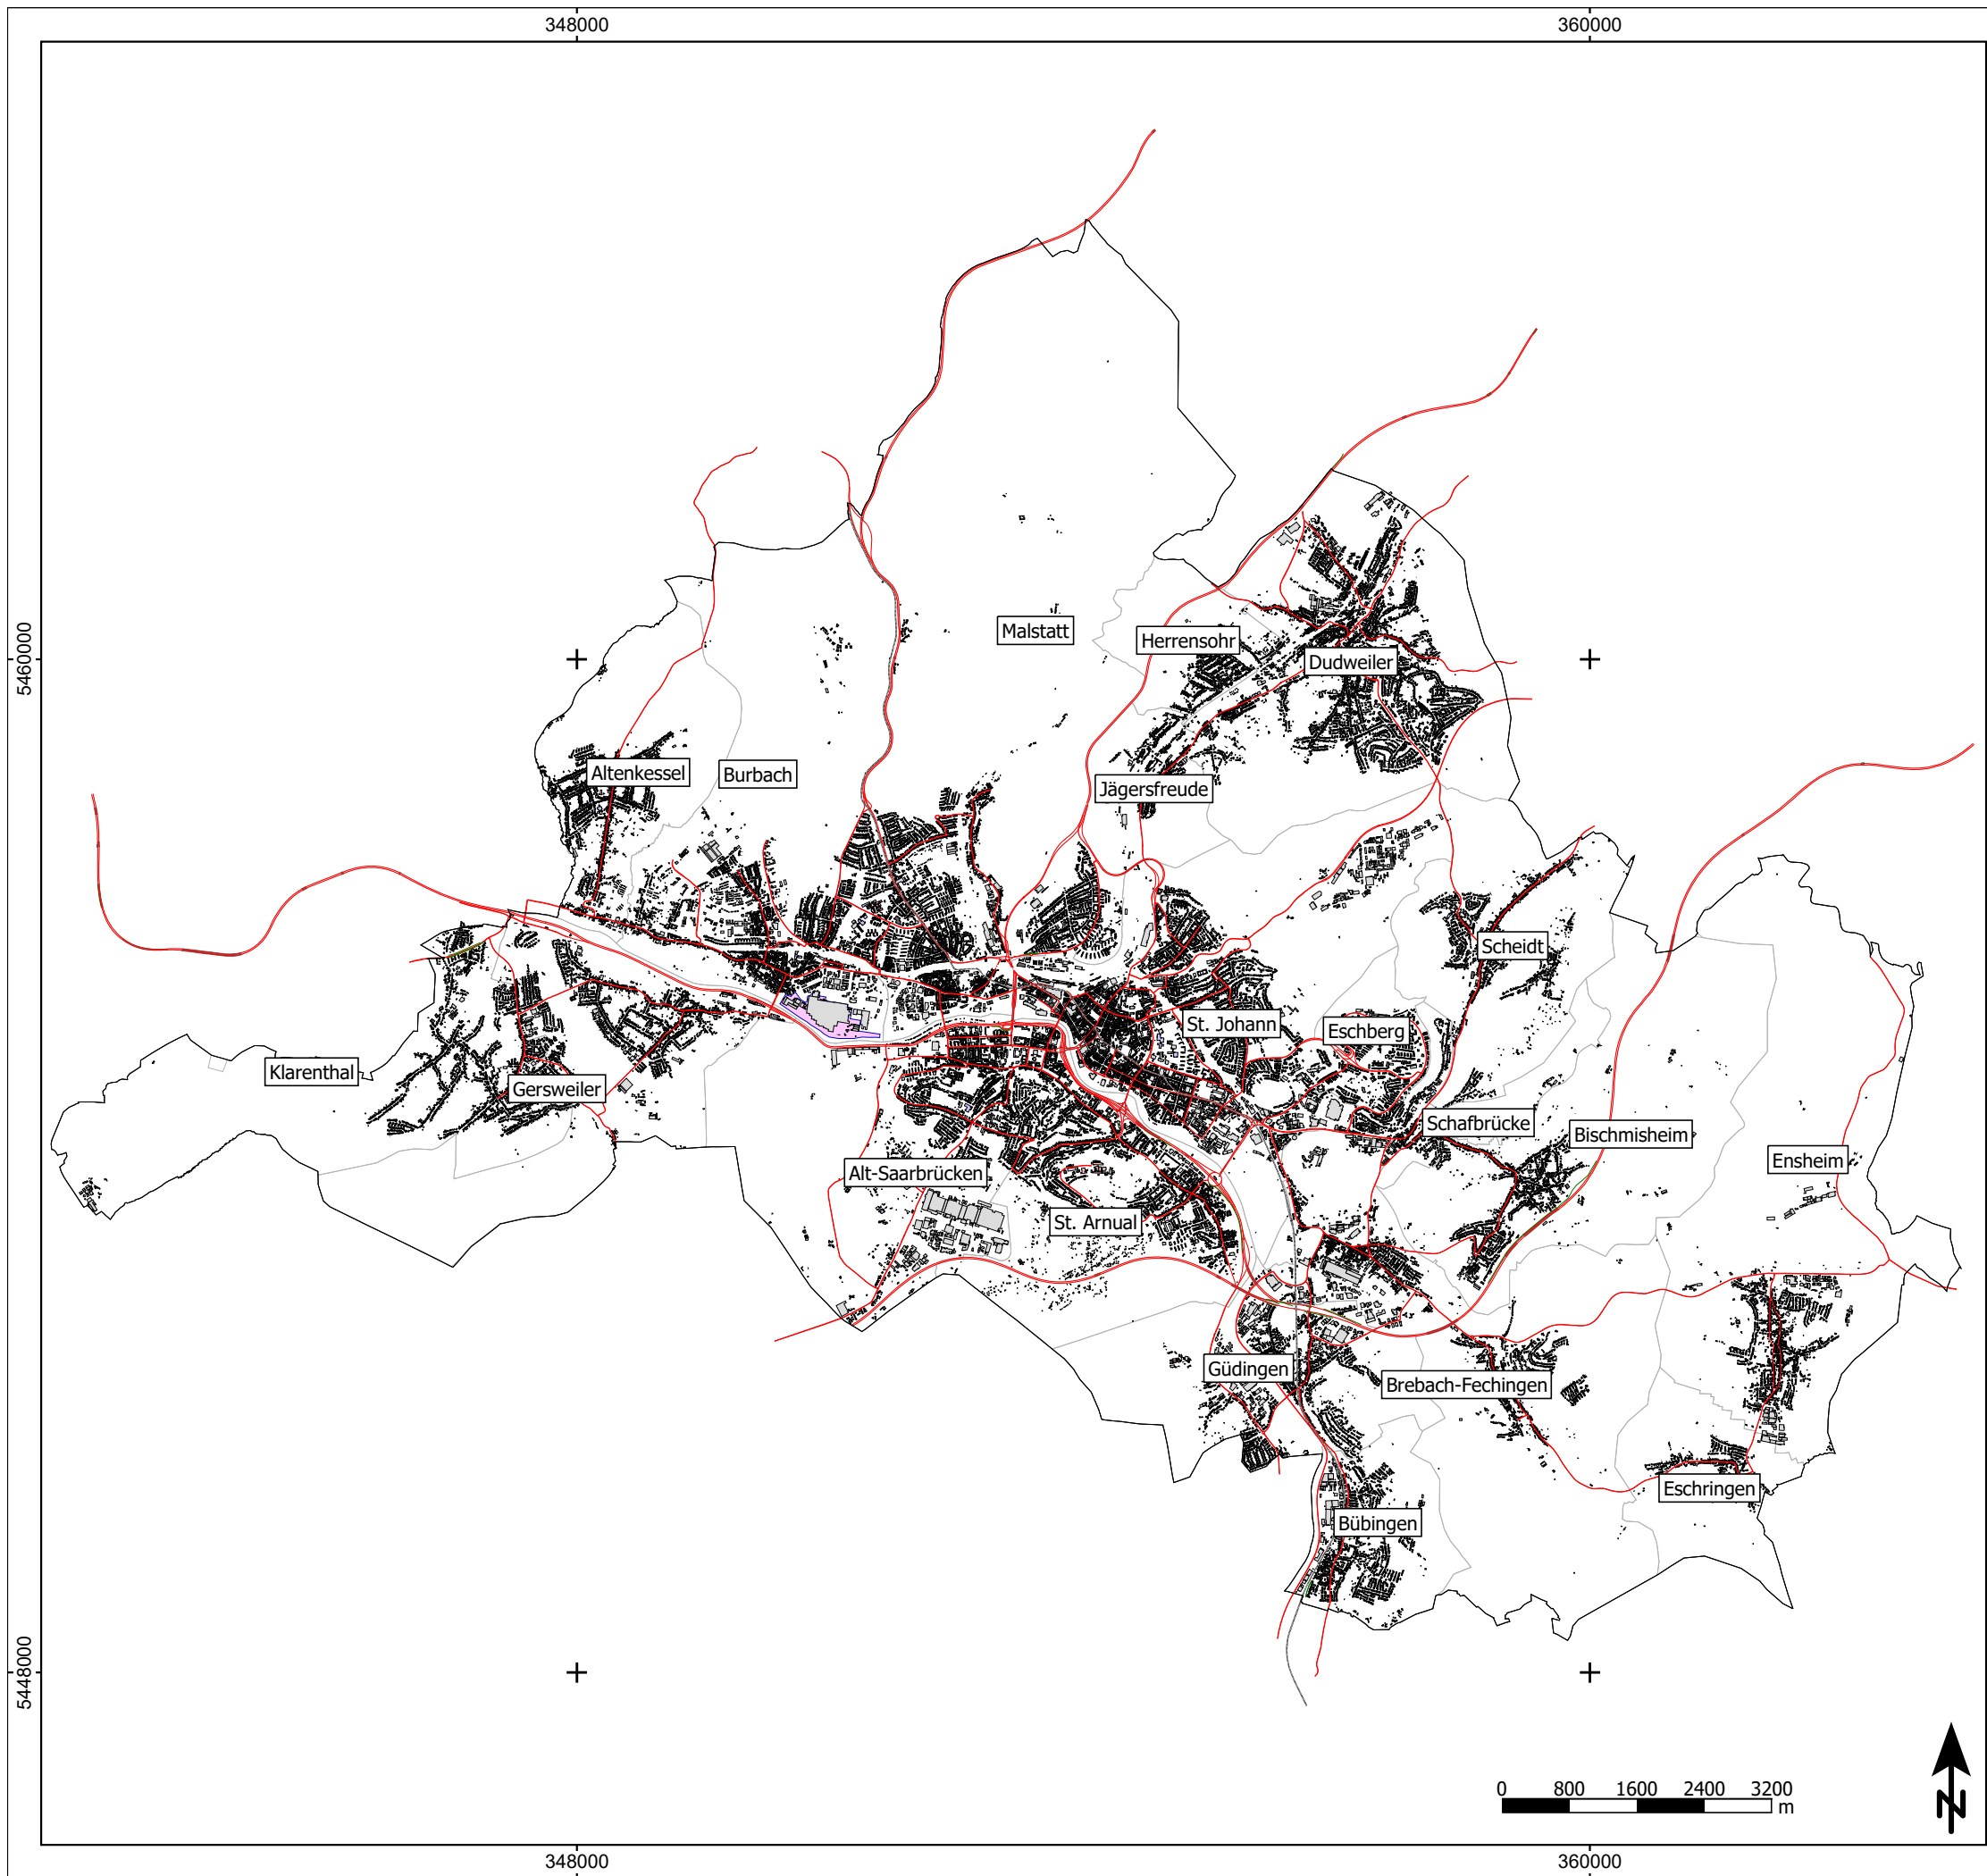 348000
360000
5460000
Malstatt
Herrensohr
Dudweiler
Altenkessel
Burbach
Jägersfreude
Scheidt
St. Johann
Eschberg
Klarenthal
Gersweiler
Schafbrücke
Bischmisheim
Alt-Saarbrücken
Ensheim
St. Arnual
Güdingen
Brebach-Fechingen
Eschringen
Bübingen
5448000
0 800 1600 2400 3200
m
N
348000
360000